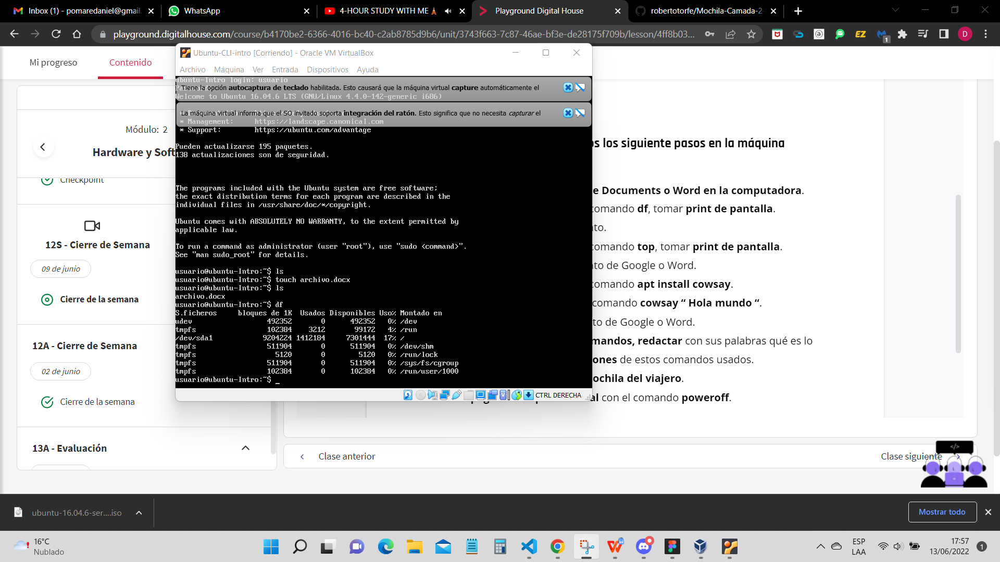 Inbox (1) - pomaredaniel@gmail.
WhatsApp
4-HOUR STUDY WITH ME
Playground Digital House
robertotorfe/Mochila-Camada-2-
playground.digitalhouse.com/course/b4170be2-6366-4016-bc40-c2ab8785d9b6/unit/3743f663-7c87-46ae-bf3e-de28175f709b/lesson/4ff8b03...
EZ
1
D
Mi progreso
Contenido
Módulo: 2
Hardware y Soft
Checkpoint
12S - Cierre de Semana
09 de junio
Cierre de la semana
12A - Cierre de Semana
02 de junio
Cierre de la semana
13A - Evaluación
Ubuntu-CLI-intro [Corriendo] - Oracle VM VirtualBox
Archivo Máquina Ver Entrada Dispositivos Ayuda
ubuntu-Intro login: usuario
Tiene la opción autocaptura de teclado habilitada. Esto causará que la máquina virtual capture automáticamente el
Welcome to Ubuntu 16.04.6 LTS (GNU/Linux 4.4.0-142-generic i686)
La máquina virtual informa que el SO invitado soporta integración del ratón. Esto significa que no necesita capturar el
* Management: https://landscape.canonical.com
* Support: https://ubuntu.com/advantage
Pueden actualizarse 195 paquetes.
138 actualizaciones son de seguridad.
The programs included with the Ubuntu system are free software;
the exact distribution terms for each program are described in the
individual files in /usr/share/doc/*/copyright.
Ubuntu comes with ABSOLUTELY NO WARRANTY, to the extent permitted by
applicable law.
To run a command as administrator (user "root"), use "sudo <command>".
See "man sudo_root" for details.
usuario@ubuntu-Intro:~$ ls
usuario@ubuntu-Intro:~$ touch archivo.docx
usuario@ubuntu-Intro:~$ ls
archivo.docx
usuario@ubuntu-Intro:~$ df
S.ficheros bloques de 1K Usados Disponibles Uso% Montado en
udev 492352 0 492352 0% /dev
tmpfs 102384 3212 99172 4% /run
/dev/sda1 9204224 1412184 7301444 17% /
tmpfs 511904 0 511904 0% /dev/shm
tmpfs 5120 0 5120 0% /run/lock
tmpfs 511904 0 511904 0% /sys/fs/cgroup
tmpfs 102384 0 102384 0% /run/user/1000
usuario@ubuntu-Intro:~$ _
CTRL DERECHA
s los siguiente pasos en la máquina
e Documents o Word en la computadora.
comando df, tomar print de pantalla.
to.
comando top, tomar print de pantalla.
to de Google o Word.
comando apt install cowsay.
comando cowsay “ Hola mundo “.
to de Google o Word.
mandos, redactar con sus palabras qué es lo
ones de estos comandos usados.
ochila del viajero.
al con el comando poweroff.
Clase anterior
Clase siguiente
</>
ubuntu-16.04.6-ser....iso
Mostrar todo
16°C
Nublado
ESP
LAA
17:57
13/06/2022
1